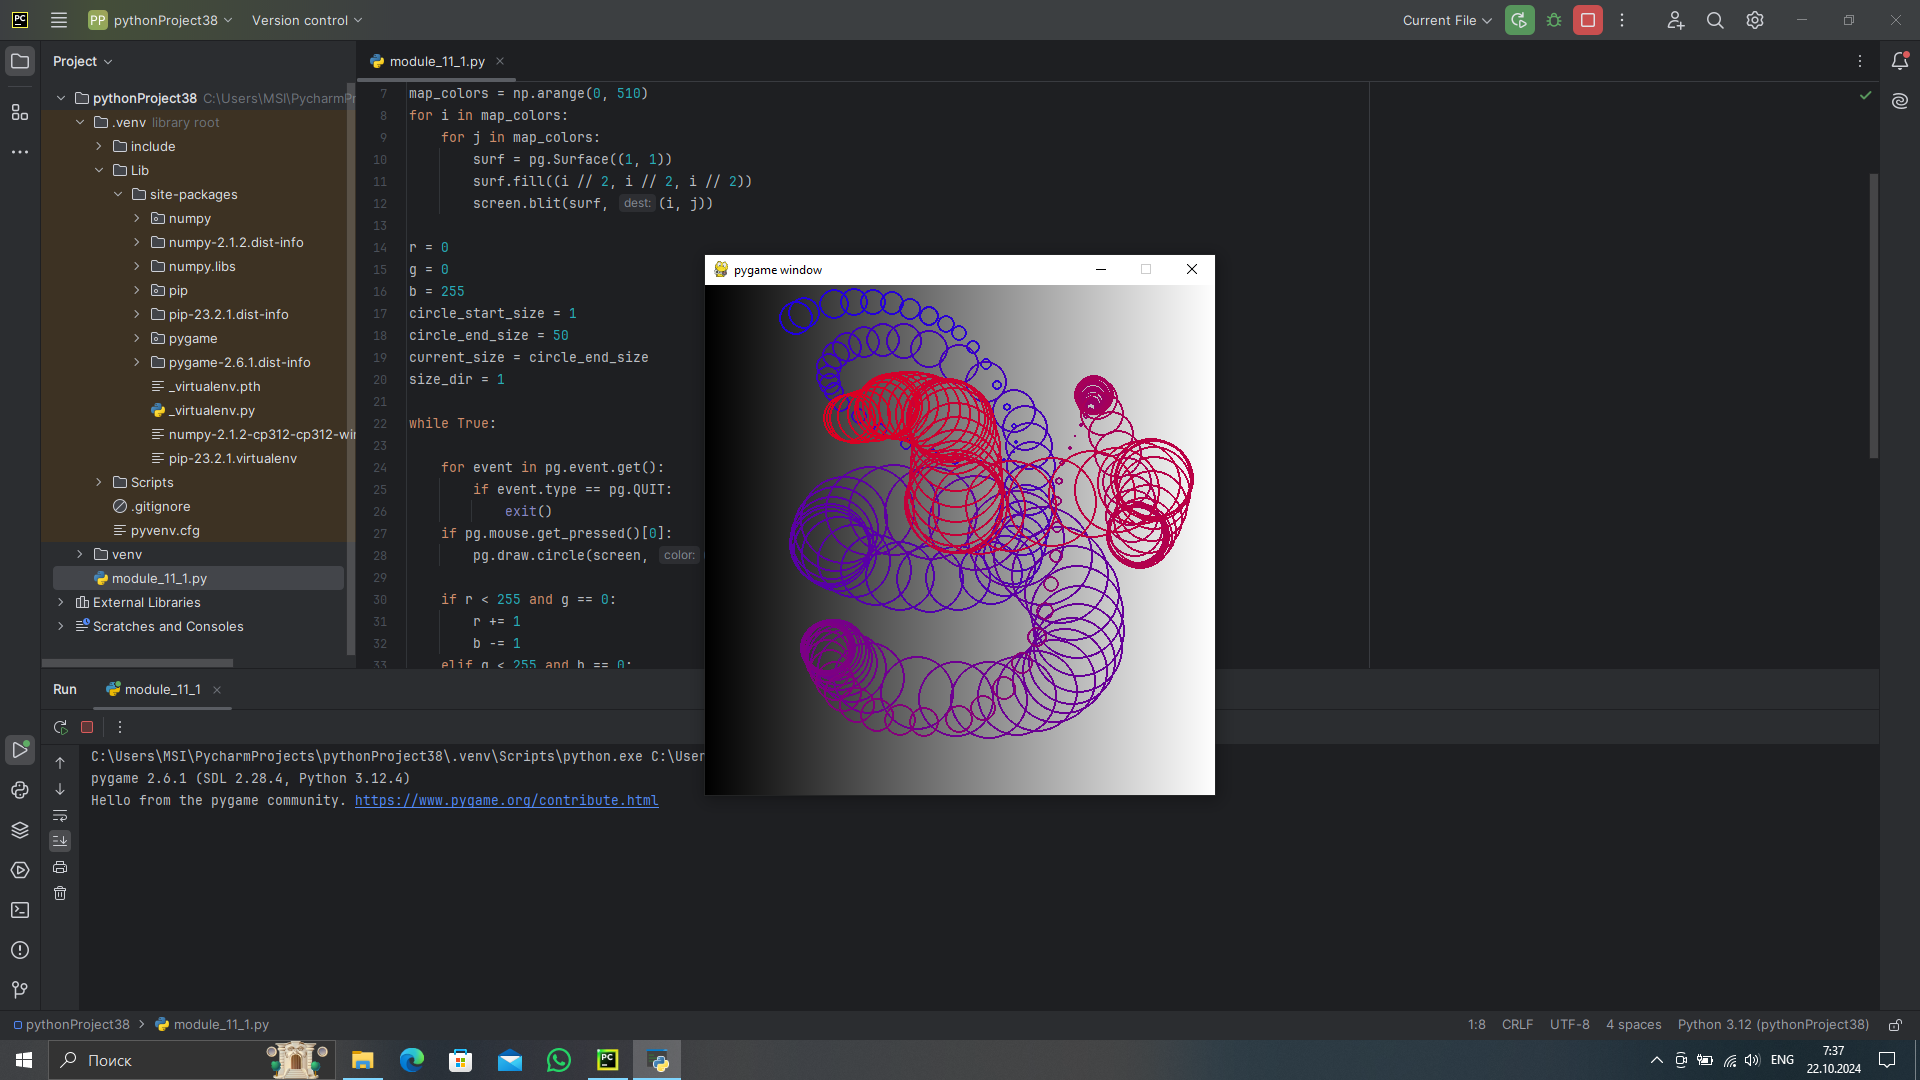 PC
PP pythonProject38
Version control
Current File
Project
module_11_1.py
pythonProject38 C:\Users\MSI\PycharmPr
.venv library root
include
Lib
site-packages
numpy
numpy-2.1.2.dist-info
numpy.libs
pip
pip-23.2.1.dist-info
pygame
pygame-2.6.1.dist-info
_virtualenv.pth
_virtualenv.py
numpy-2.1.2-cp312-cp312-wi
pip-23.2.1.virtualenv
Scripts
.gitignore
pyvenv.cfg
venv
module_11_1.py
External Libraries
Scratches and Consoles
7 map_colors = np.arange(0, 510)
8 for i in map_colors:
9 for j in map_colors:
10 surf = pg.Surface((1, 1))
11 surf.fill((i // 2, i // 2, i // 2))
12 screen.blit(surf, dest: (i, j))
13
14 r = 0
15 g = 0
16 b = 255
17 circle_start_size = 1
18 circle_end_size = 50
19 current_size = circle_end_size
20 size_dir = 1
21
22 while True:
23
24 for event in pg.event.get():
25 if event.type == pg.QUIT:
26 exit()
27 if pg.mouse.get_pressed()[0]:
28 pg.draw.circle(screen, color:
29
30 if r < 255 and g == 0:
31 r += 1
32 b -= 1
33 elif g < 255 and b == 0:
pygame window
Run
module_11_1
C:\Users\MSI\PycharmProjects\pythonProject38\.venv\Scripts\python.exe C:\User
pygame 2.6.1 (SDL 2.28.4, Python 3.12.4)
Hello from the pygame community. https://www.pygame.org/contribute.html
pythonProject38
module_11_1.py
1:8
CRLF
UTF-8
4 spaces
Python 3.12 (pythonProject38)
Поиск
PC
ENG
7:37
22.10.2024